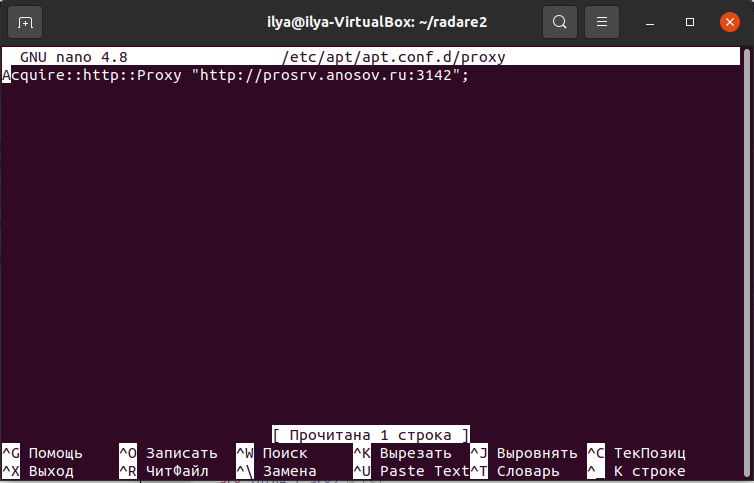 ilya@ilya-VirtualBox: ~/radare2
GNU nano 4.8 /etc/apt/apt.conf.d/proxy
Acquire::http::Proxy "http://prosrv.anosov.ru:3142";
[ Прочитана 1 строка ]
^G Помощь ^O Записать ^W Поиск ^K Вырезать ^J Выровнять ^C ТекПозиц
^X Выход ^R ЧитФайл ^\ Замена ^U Paste Text ^T Словарь ^_ К строке